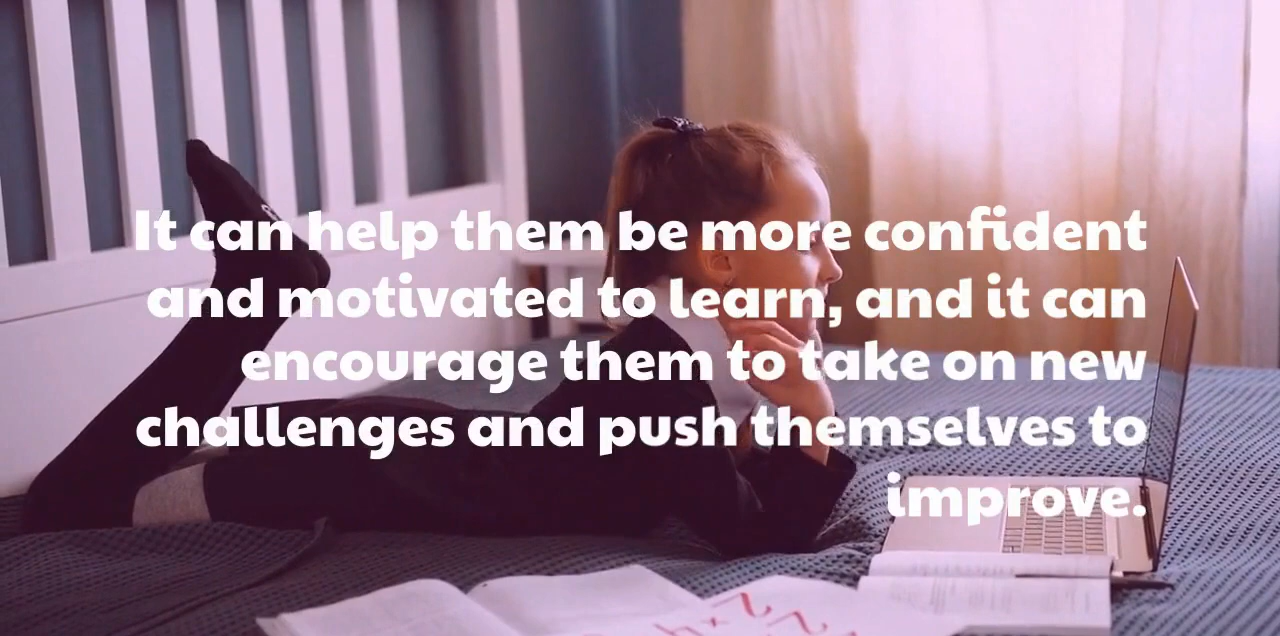 It can help them be more confident
and motivated to learn, and it can
encourage them to take on new
challenges and push themselves to
improve.